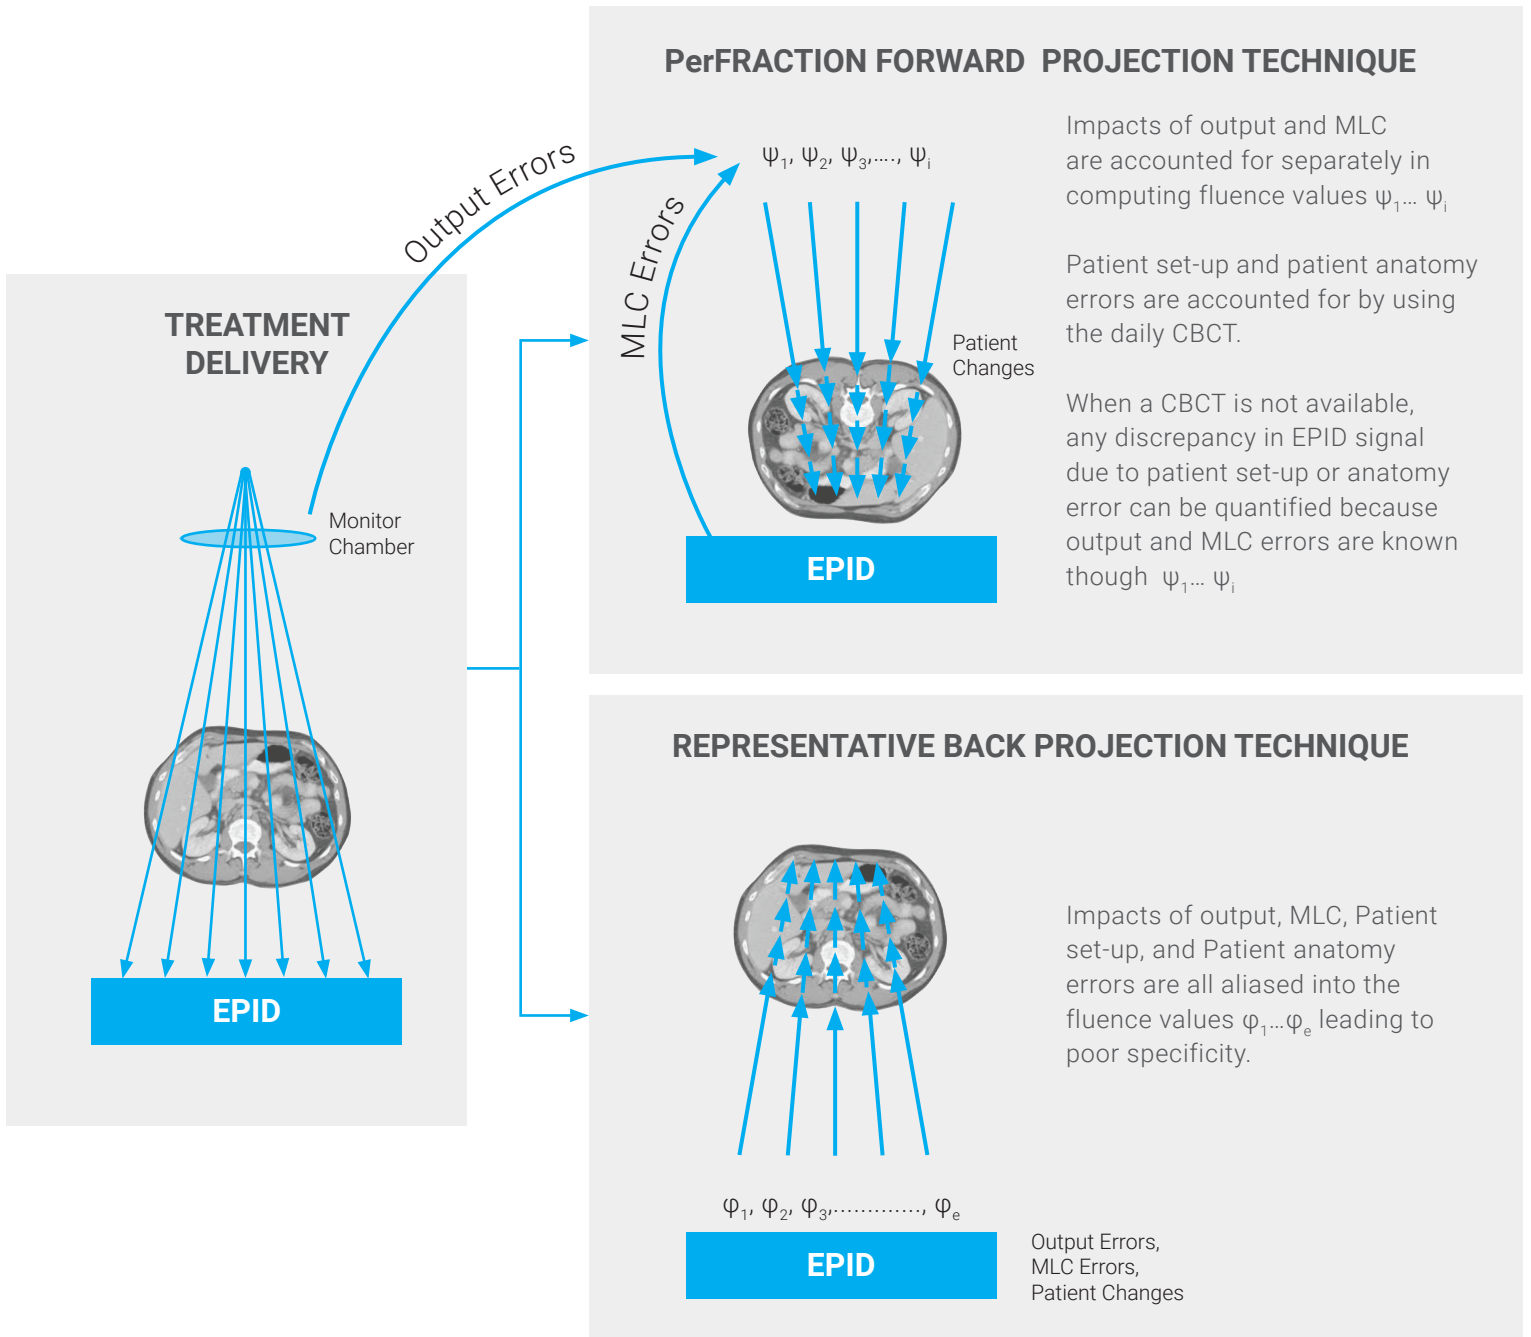 TREATMENT
DELIVERY
Monitor
Chamber
EPID
Output Errors
MLC Errors
PerFRACTION FORWARD PROJECTION TECHNIQUE
ψ₁, ψ₂, ψ₃,...., ψᵢ
Patient
Changes
EPID
Impacts of output and MLC
are accounted for separately in
computing fluence values ψ₁... ψᵢ
Patient set-up and patient anatomy
errors are accounted for by using
the daily CBCT.
When a CBCT is not available,
any discrepancy in EPID signal
due to patient set-up or anatomy
error can be quantified because
output and MLC errors are known
though ψ₁... ψᵢ
REPRESENTATIVE BACK PROJECTION TECHNIQUE
Impacts of output, MLC, Patient
set-up, and Patient anatomy
errors are all aliased into the
fluence values φ₁...φₑ leading to
poor specificity.
φ₁, φ₂, φ₃,............., φₑ
EPID
Output Errors,
MLC Errors,
Patient Changes